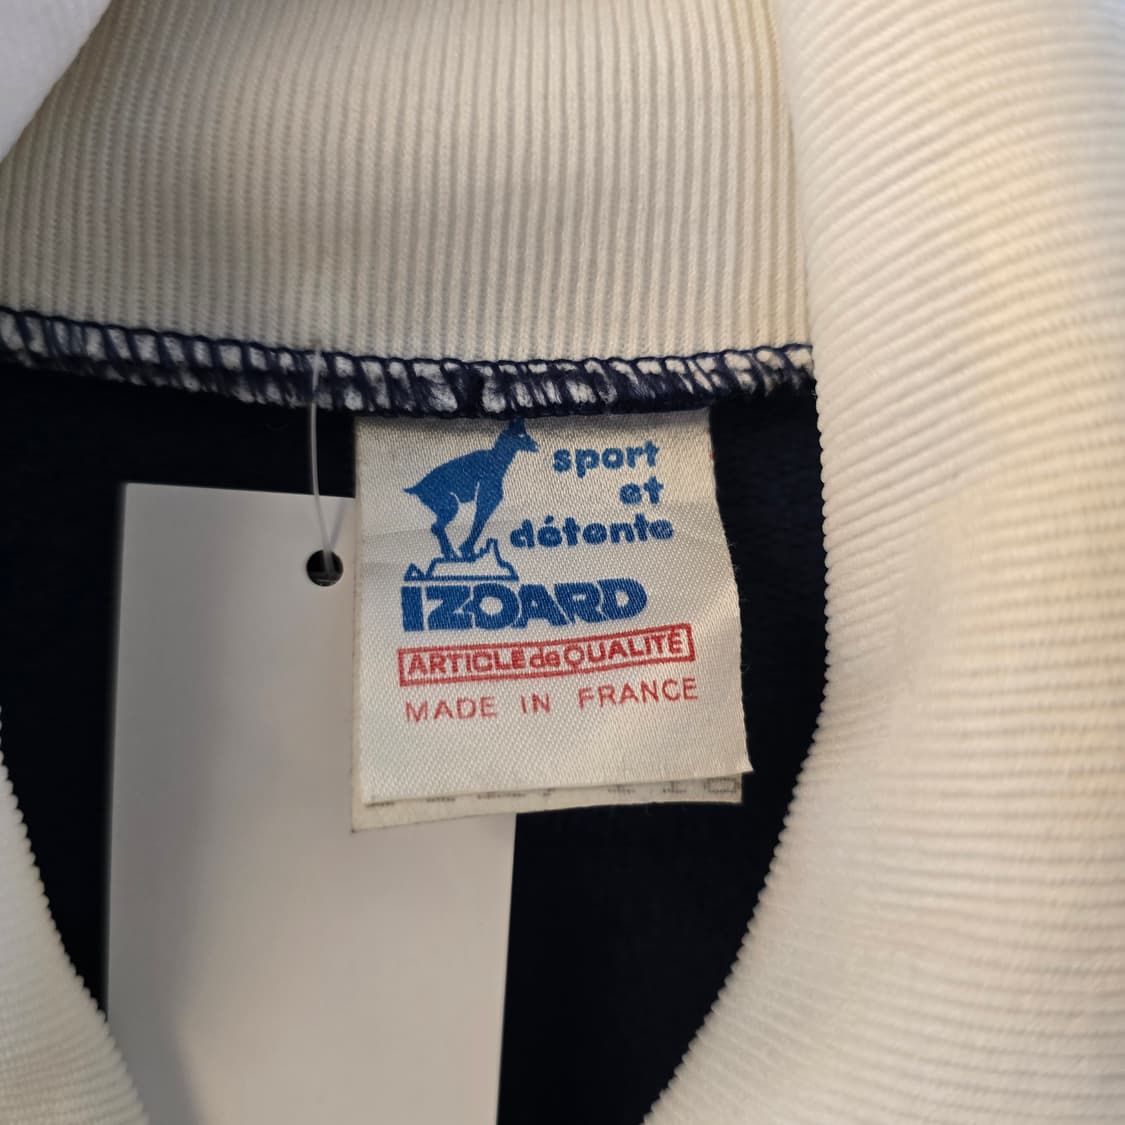 sport
et
détente
IZOARD
ARTICLE de QUALITÉ
MADE IN FRANCE